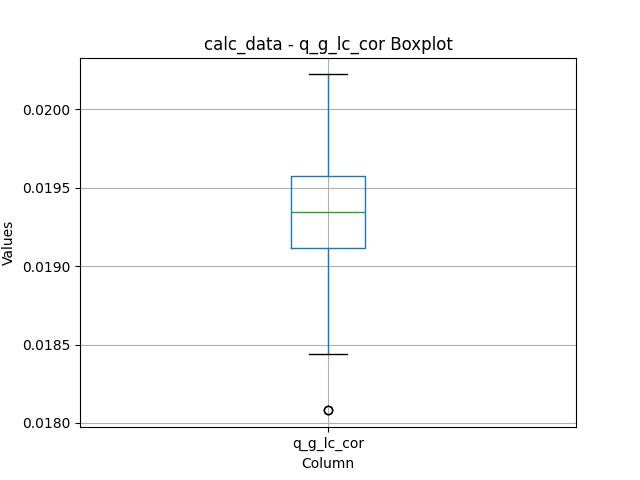 calc_data - q_g_lc_cor Boxplot
0.0200
0.0195
0.0190
0.0185
0.0180
Values
q_g_lc_cor
Column